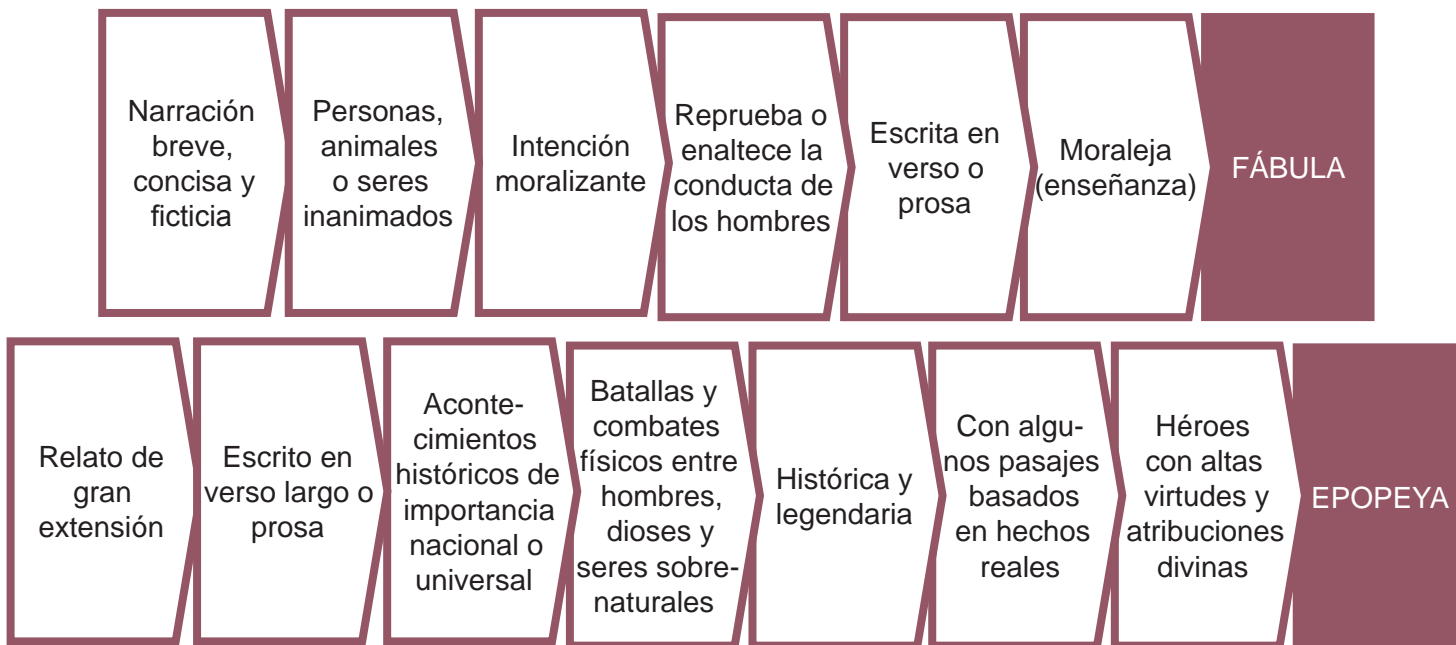 Narración
breve,
concisa y
ficticia
Personas,
animales
o seres
inanimados
Intención
moralizante
Reprueba o
enaltece la
conducta de
los hombres
Escrita en
verso o
prosa
Moraleja
(enseñanza)
FÁBULA
Relato de
gran
extensión
Escrito en
verso largo o
prosa
Aconte-
cimientos
históricos de
importancia
nacional o
universal
Batallas y
combates
físicos entre
hombres,
dioses y
seres sobre-
naturales
Histórica y
legendaria
Con algu-
nos pasajes
basados
en hechos
reales
Héroes
con altas
virtudes y
atribuciones
divinas
EPOPEYA